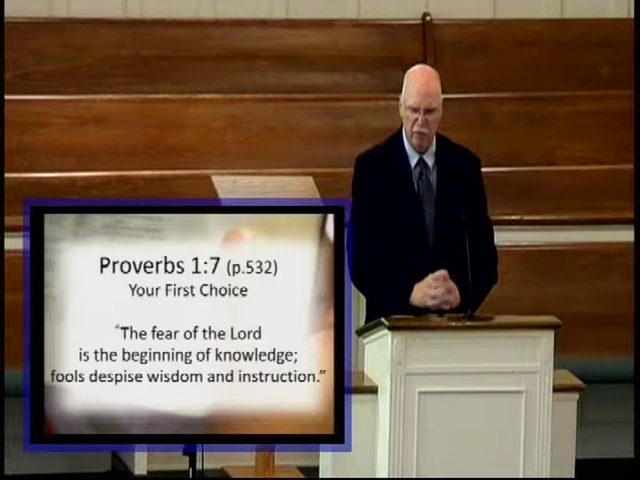 Proverbs 1:7 (p.532)
Your First Choice
“The fear of the Lord
is the beginning of knowledge;
fools despise wisdom and instruction.”